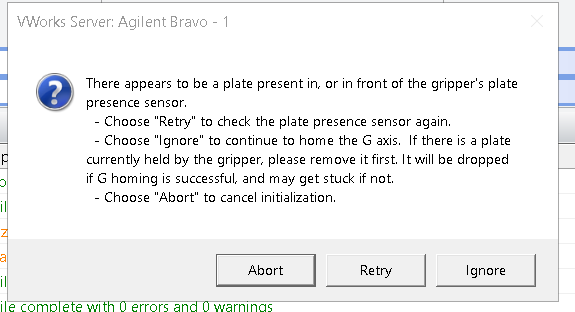 VWorks Server: Agilent Bravo - 1
There appears to be a plate present in, or in front of the gripper's plate
presence sensor.
- Choose "Retry" to check the plate presence sensor again.
- Choose "Ignore" to continue to home the G axis.  If there is a plate
currently held by the gripper, please remove it first. It will be dropped
if G homing is successful, and may get stuck if not.
- Choose "Abort" to cancel initialization.
Abort Retry Ignore
ile complete with 0 errors and 0 warnings